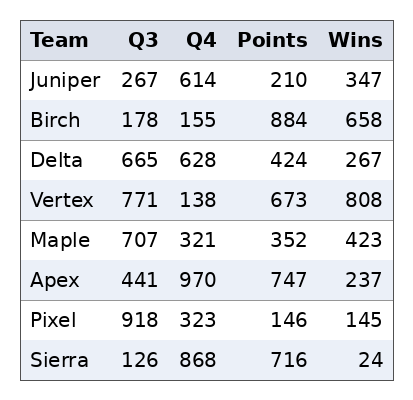 Team Q3 Q4 Points Wins
Juniper 267 614 210 347
Birch 178 155 884 658
Delta 665 628 424 267
Vertex 771 138 673 808
Maple 707 321 352 423
Apex 441 970 747 237
Pixel 918 323 146 145
Sierra 126 868 716 24